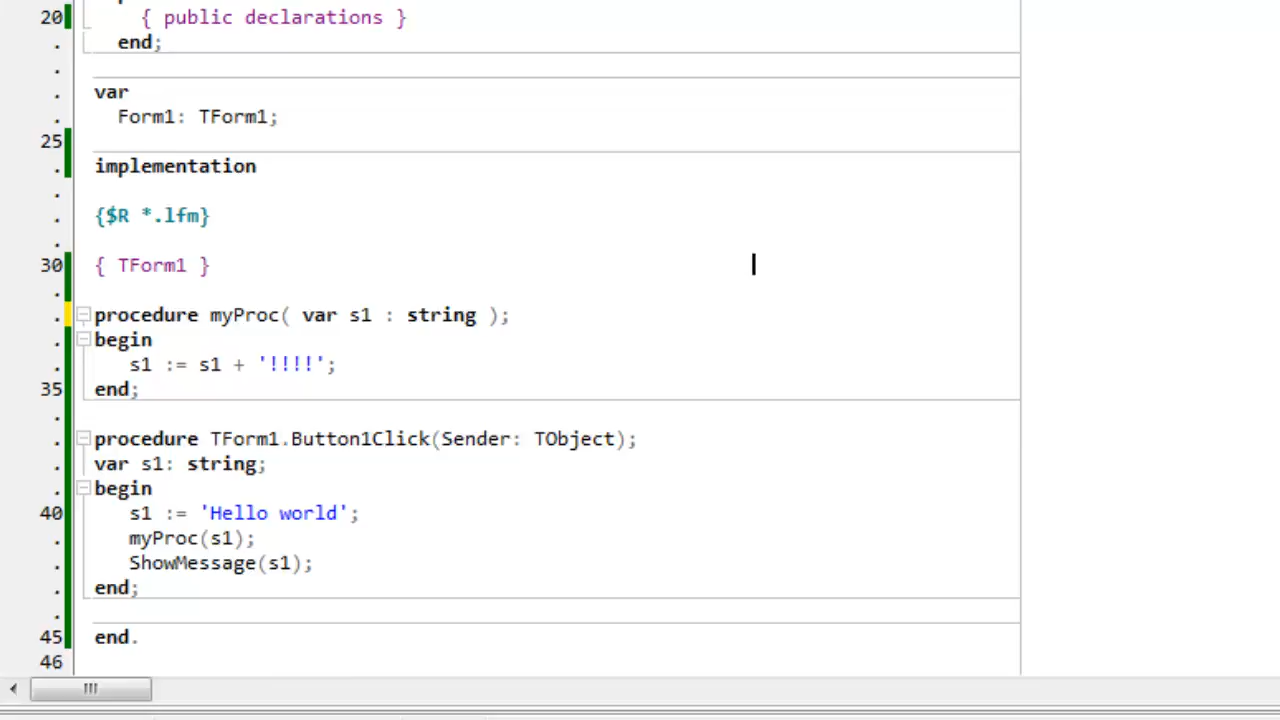 20 { public declarations }
. end;
.
. var
. Form1: TForm1;
25
. implementation
.
. {$R *.lfm}
.
30 { TForm1 }
.
. procedure myProc( var s1 : string );
. begin
. s1 := s1 + '!!!!';
35 end;
.
. procedure TForm1.Button1Click(Sender: TObject);
. var s1: string;
. begin
40 s1 := 'Hello world';
. myProc(s1);
. ShowMessage(s1);
. end;
.
45 end.
46